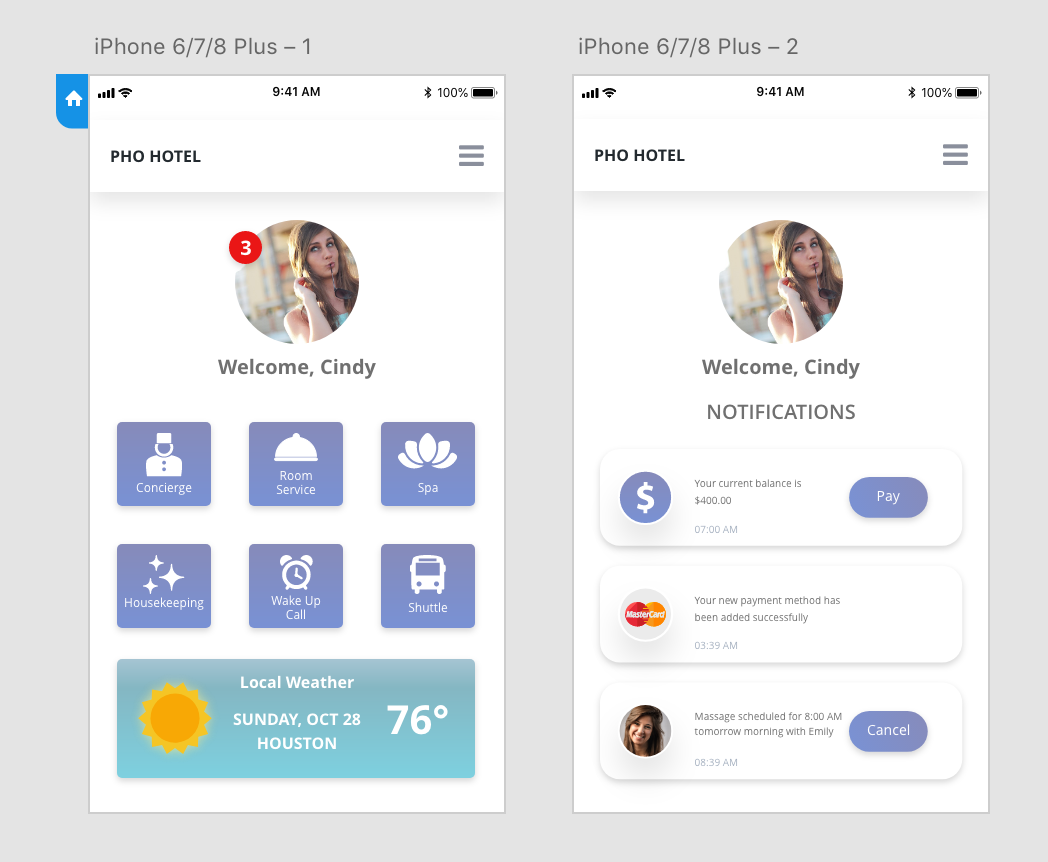 iPhone 6/7/8 Plus – 1
9:41 AM
100%
PHO HOTEL
3
Welcome, Cindy
Concierge
Room
Service
Spa
Housekeeping
Wake Up
Call
Shuttle
Local Weather
SUNDAY, OCT 28
HOUSTON
76°
iPhone 6/7/8 Plus – 2
9:41 AM
100%
PHO HOTEL
Welcome, Cindy
NOTIFICATIONS
$
Your current balance is
$400.00
07:00 AM
Pay
MasterCard
Your new payment method has
been added successfully
03:39 AM
Massage scheduled for 8:00 AM
tomorrow morning with Emily
08:39 AM
Cancel